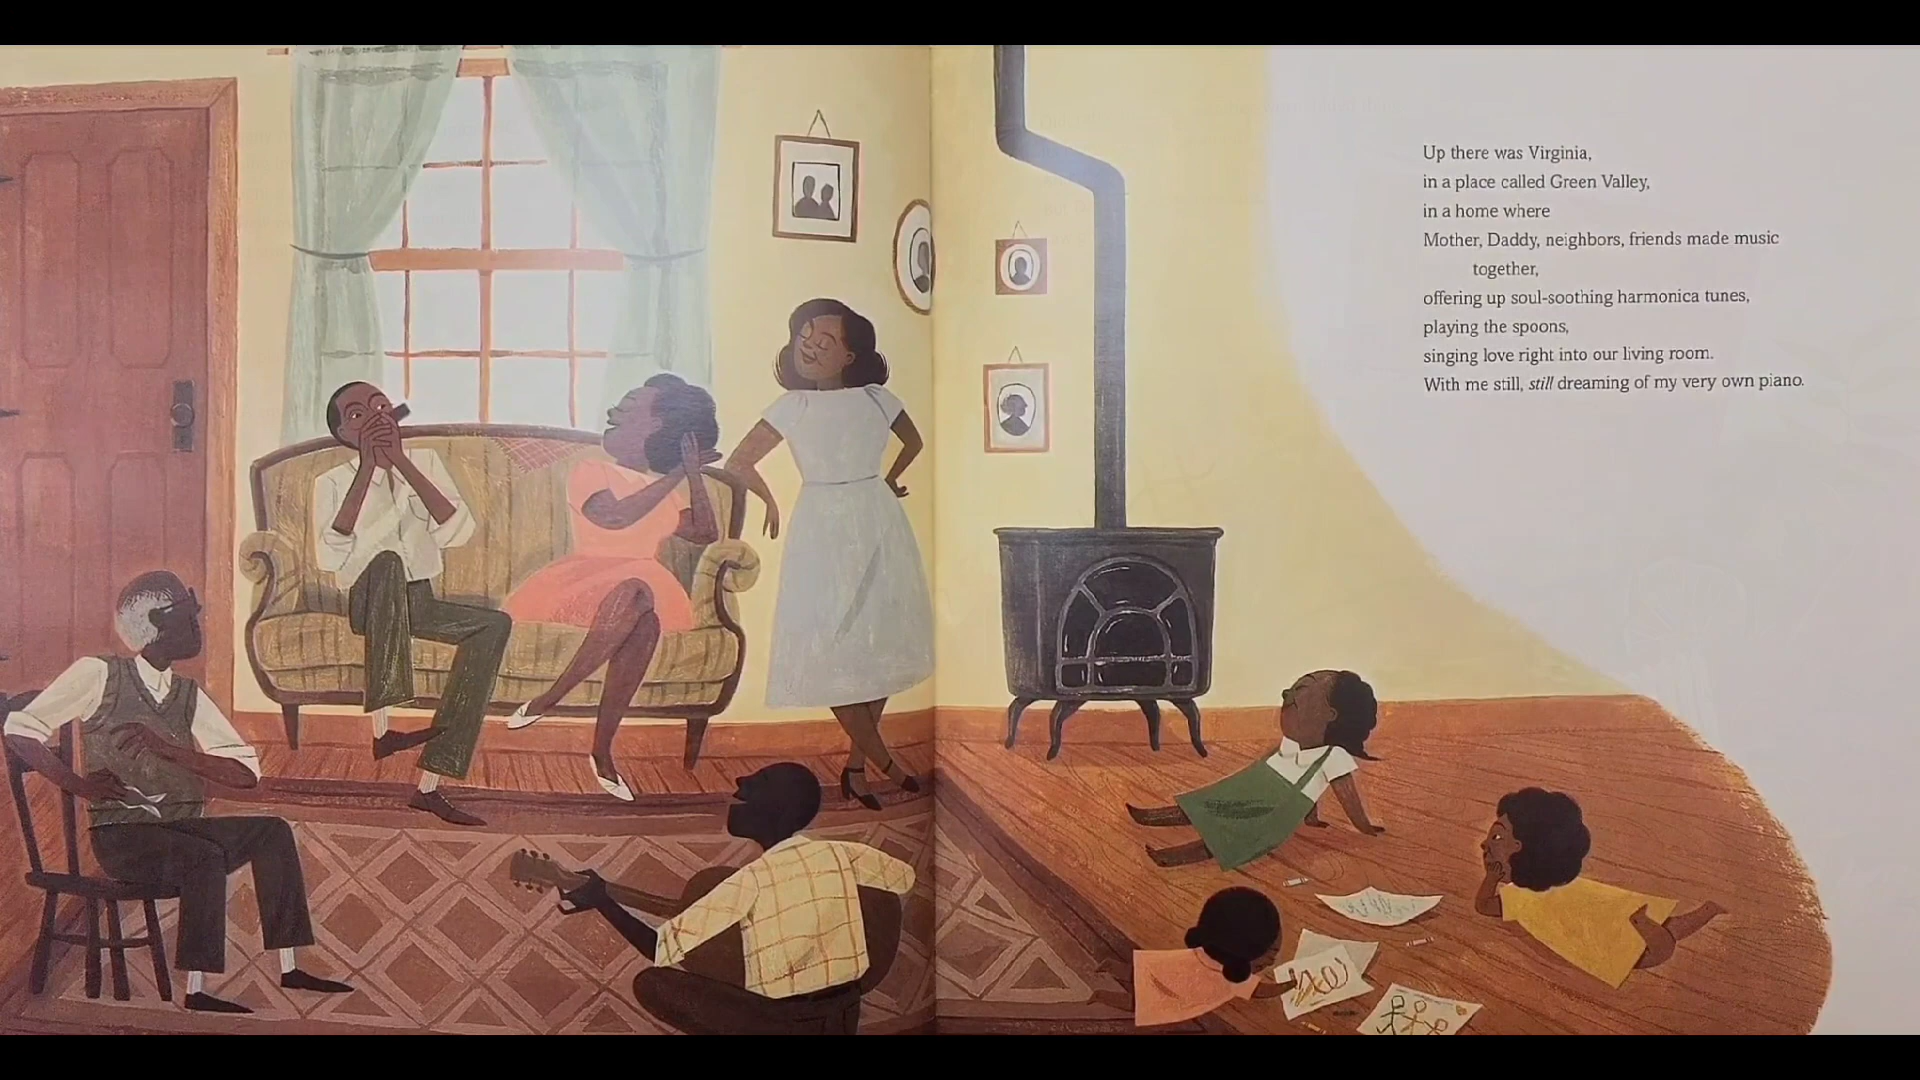 Up there was Virginia,
in a place called Green Valley,
in a home where
Mother, Daddy, neighbors, friends made music
together,
offering up soul-soothing harmonica tunes,
playing the spoons,
singing love right into our living room.
With me still, still dreaming of my very own piano.